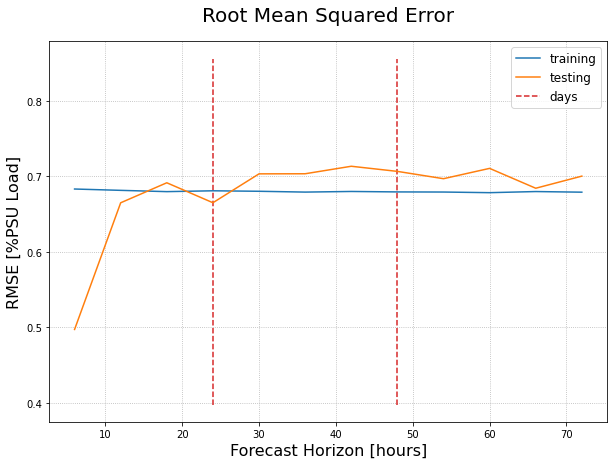 Root Mean Squared Error
training
testing
days
RMSE [%PSU Load]
0.8
0.7
0.6
0.5
0.4
10 20 30 40 50 60 70
Forecast Horizon [hours]